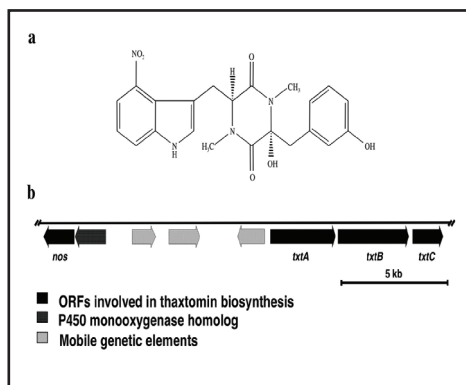 a
NO₂
H
O
N
CH₃
N
H
H₃C
N
OH
O
OH
b
nos
txtA
txtB
txtC
5 kb
ORFs involved in thaxtomin biosynthesis
P450 monooxygenase homolog
Mobile genetic elements